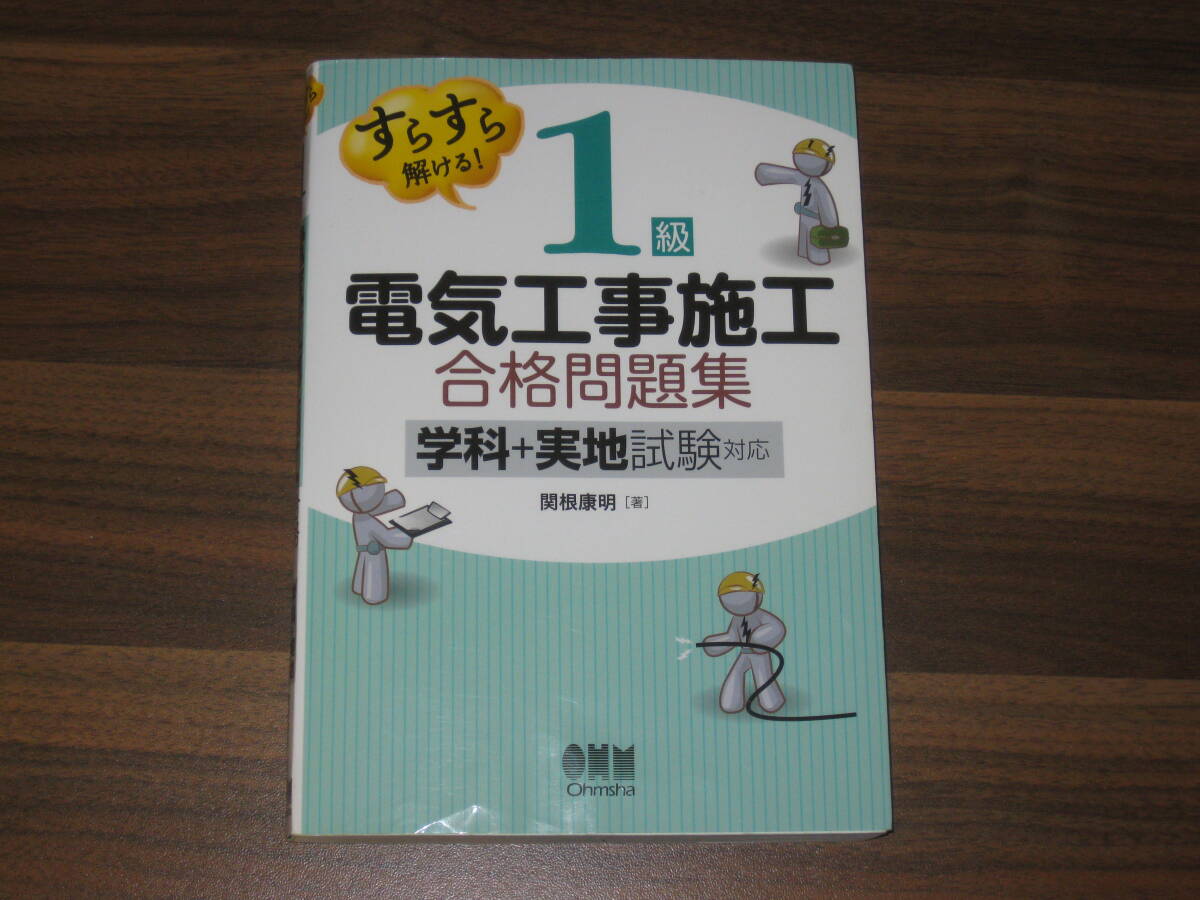 すらすら
解ける!
1級
電気工事施工
合格問題集
学科+実地試験対応
関根康明[著]
OHM
Ohmsha